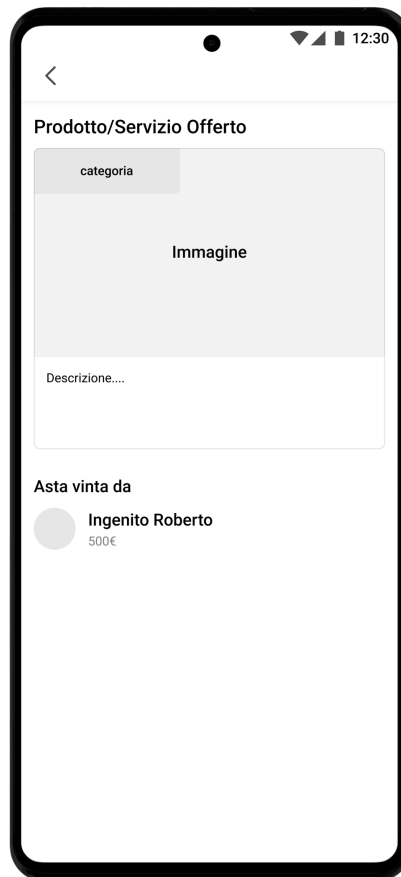 12:30
Prodotto/Servizio Offerto
categoria
Immagine
Descrizione....
Asta vinta da
Ingenito Roberto
500€